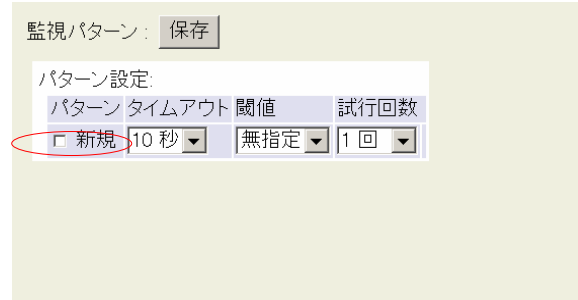 監視パターン : 保存
パターン設定:
パターン タイムアウト 閾値 試行回数
新規 10 秒 無指定 1 回